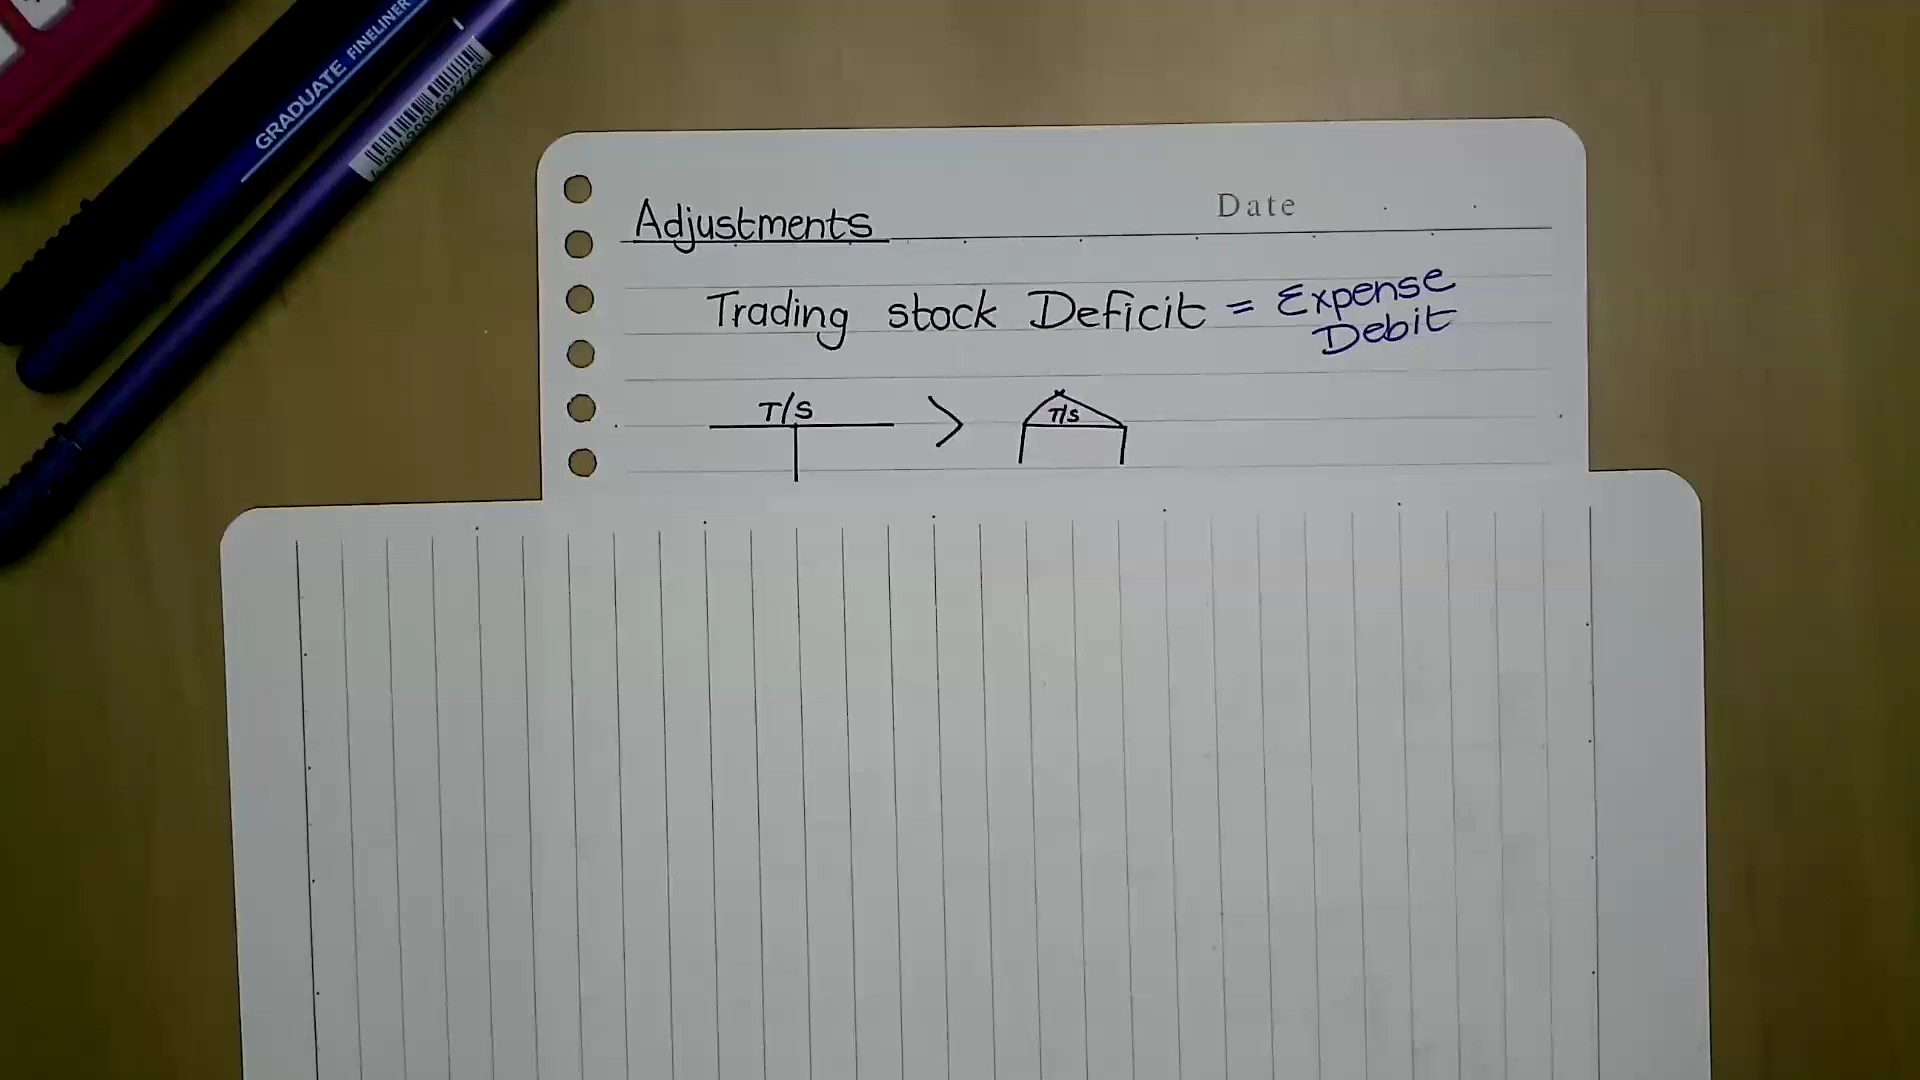 GRADUATE FINELINER
Adjustments
Date
Trading stock Deficit = Expense
Debit
T/S > T/S